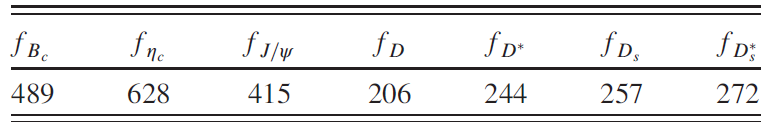 f_{B_c} f_{η_c} f_{J/ψ} f_D f_{D*} f_{D_s} f_{D_s^*}
489 628 415 206 244 257 272